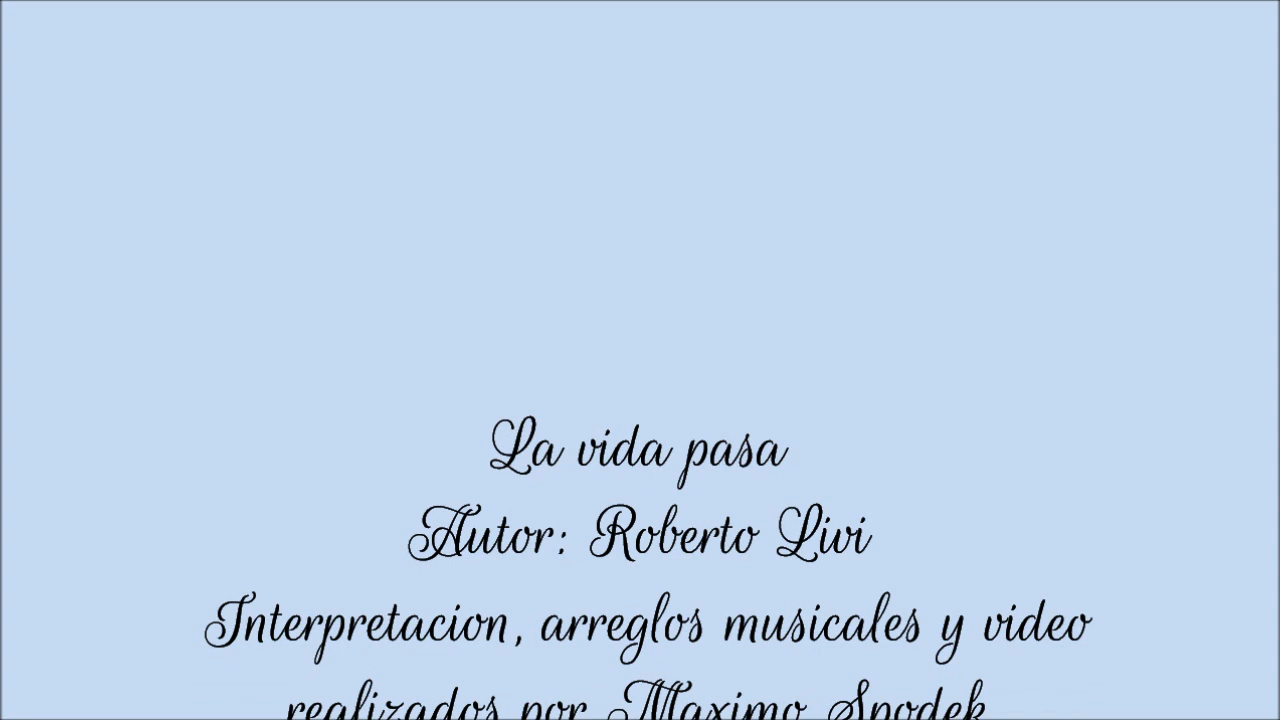 La vida pasa
Autor: Roberto Livi
Interpretacion, arreglos musicales y video
realizados por Maximo Spodek